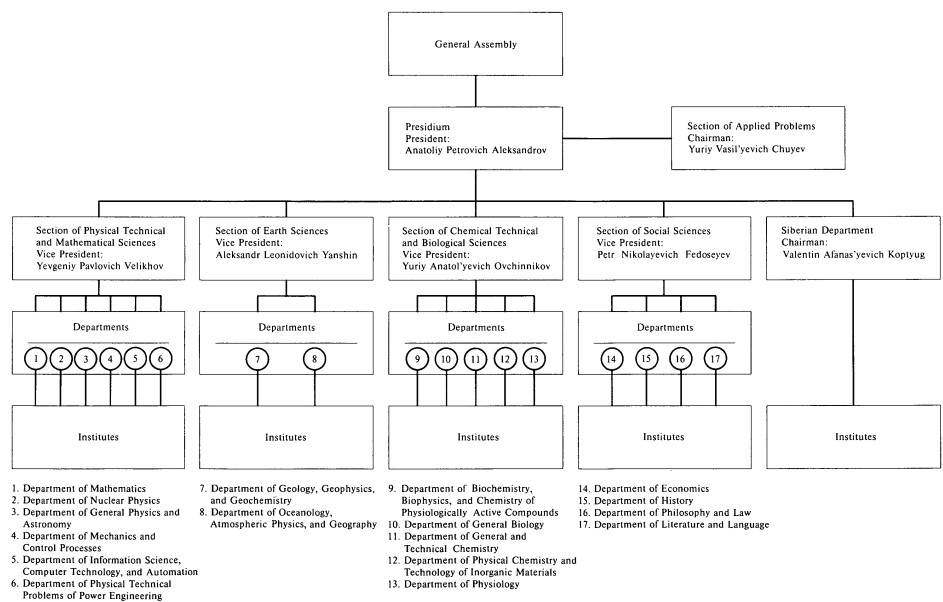 General Assembly
Presidium
President:
Anatoliy Petrovich Aleksandrov
Section of Applied Problems
Chairman:
Yuriy Vasil'yevich Chuyev
Section of Physical Technical
and Mathematical Sciences
Vice President:
Yevgeniy Pavlovich Velikhov
Section of Earth Sciences
Vice President:
Aleksandr Leonidovich Yanshin
Section of Chemical Technical
and Biological Sciences
Vice President:
Yuriy Anatol'yevich Ovchinnikov
Section of Social Sciences
Vice President:
Petr Nikolayevich Fedoseyev
Siberian Department
Chairman:
Valentin Afanas'yevich Koptyug
Departments
1 2 3 4 5 6
Departments
7 8
Departments
9 10 11 12 13
Departments
14 15 16 17
Institutes
Institutes
Institutes
Institutes
Institutes
1. Department of Mathematics
2. Department of Nuclear Physics
3. Department of General Physics and
Astronomy
4. Department of Mechanics and
Control Processes
5. Department of Information Science,
Computer Technology, and Automation
6. Department of Physical Technical
Problems of Power Engineering
7. Department of Geology, Geophysics,
and Geochemistry
8. Department of Oceanology,
Atmospheric Physics, and Geography
9. Department of Biochemistry,
Biophysics, and Chemistry of
Physiologically Active Compounds
10. Department of General Biology
11. Department of General and
Technical Chemistry
12. Department of Physical Chemistry and
Technology of Inorganic Materials
13. Department of Physiology
14. Department of Economics
15. Department of History
16. Department of Philosophy and Law
17. Department of Literature and Language